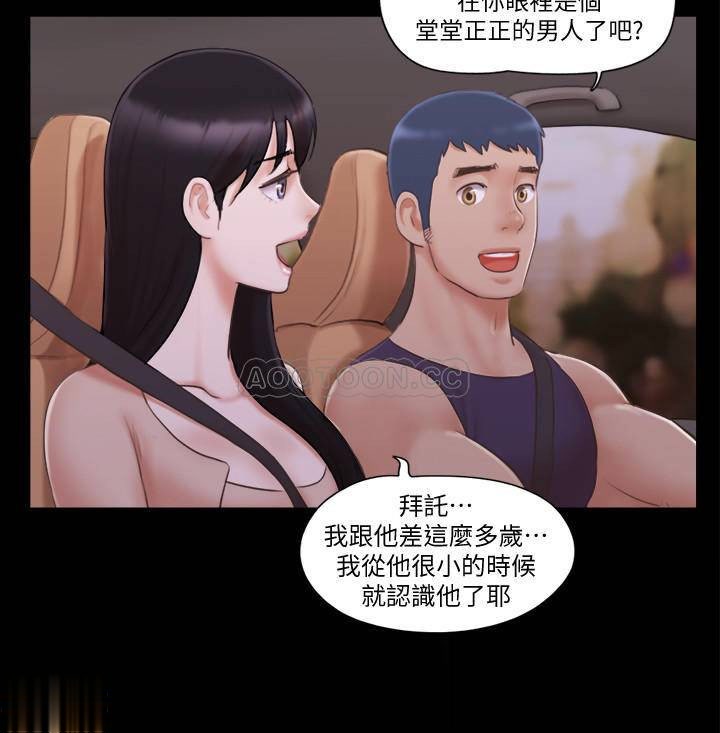 在你眼裡是個
堂堂正正的男人了吧?
AOOTOON.CC
拜託⋯
我跟他差這麼多歲⋯
我從他很小的時候
就認識他了耶